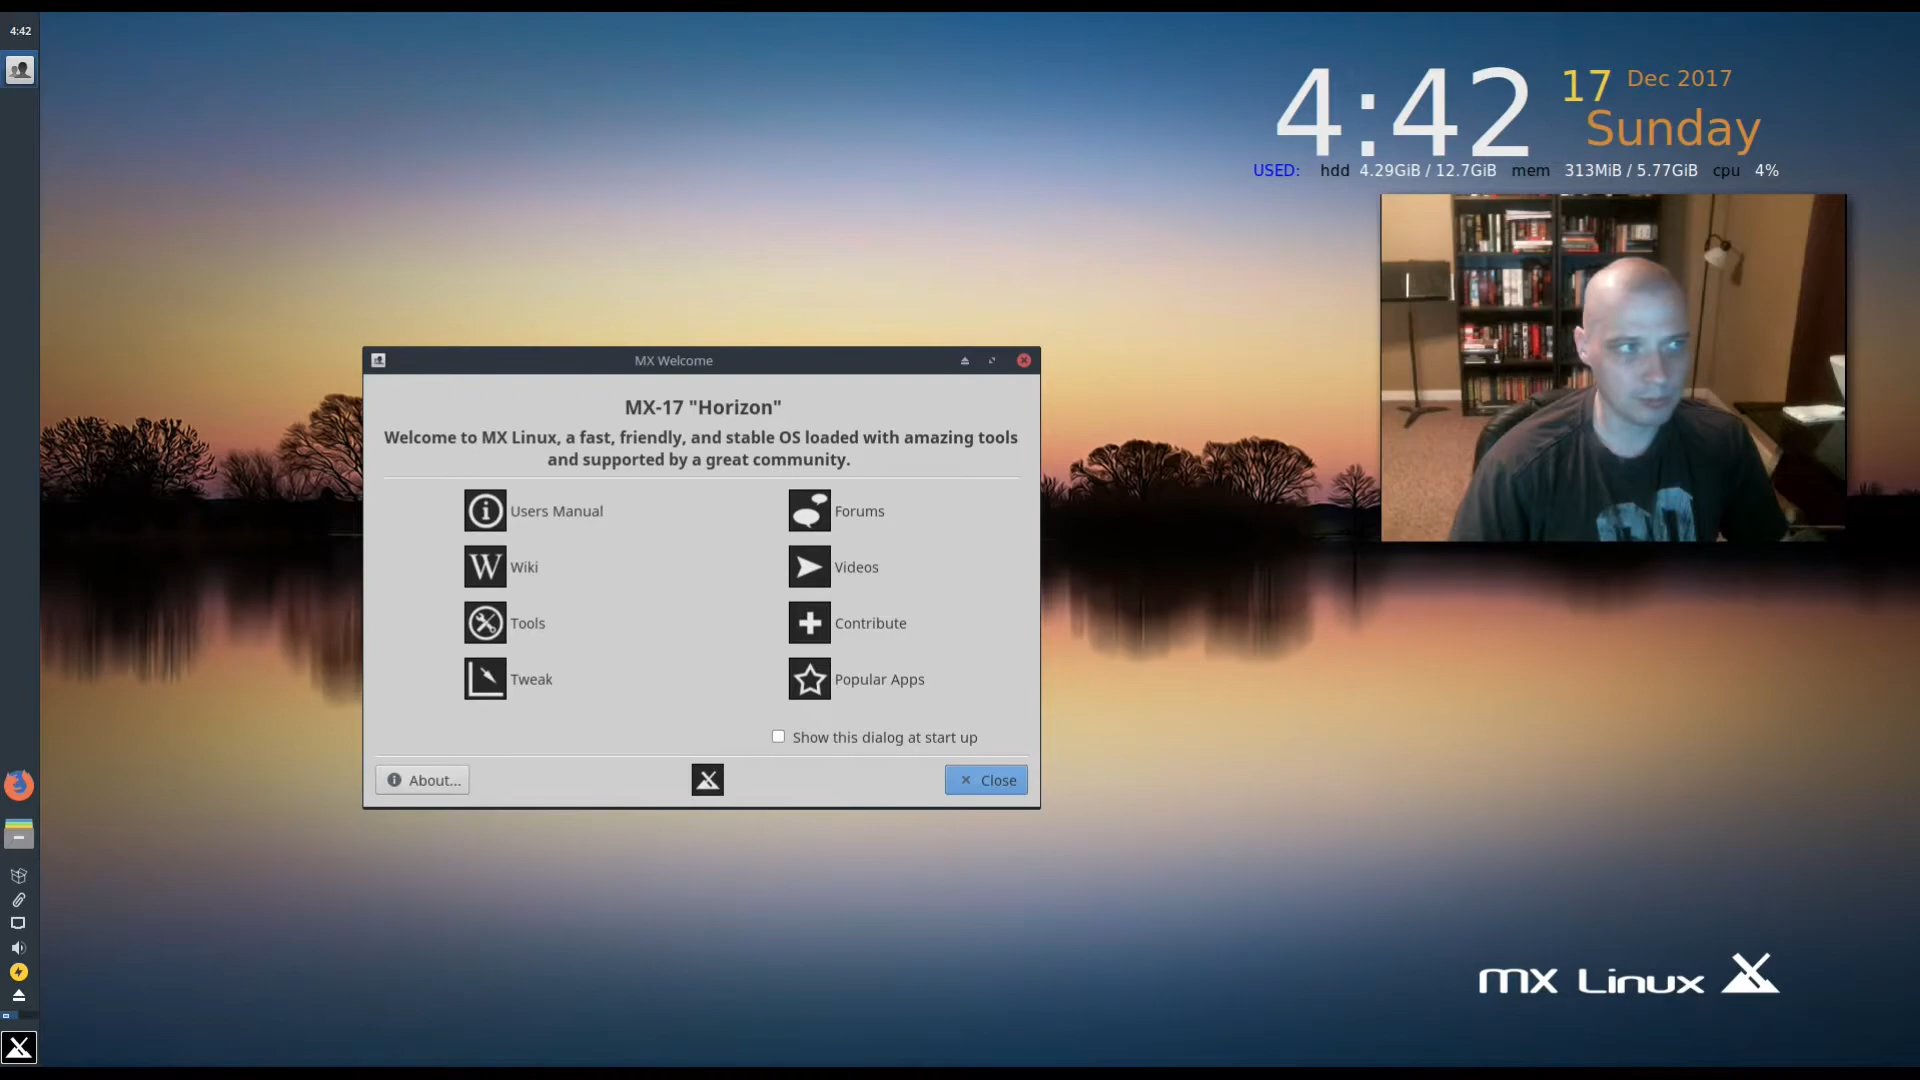 4:42
4:42
17 Dec 2017
Sunday
USED: hdd 4.29GiB / 12.7GiB mem 313MiB / 5.77GiB cpu 4%
MX Welcome
MX-17 "Horizon"
Welcome to MX Linux, a fast, friendly, and stable OS loaded with amazing tools
and supported by a great community.
Users Manual
Forums
Wiki
Videos
Tools
Contribute
Tweak
Popular Apps
Show this dialog at start up
About...
Close
mx Linux